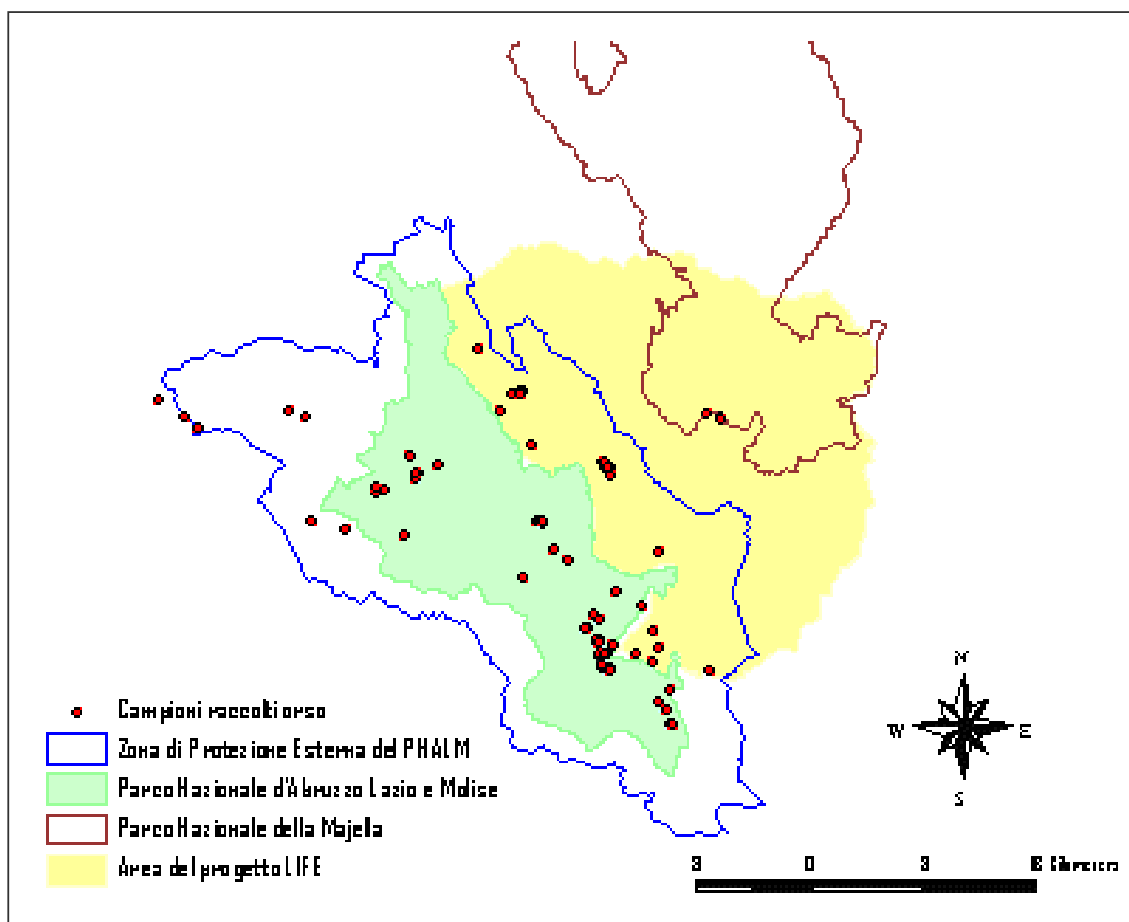 N
W E
S
Campioni raccolti orso
Zona di Protezione Esterna del PNALM
Parco Nazionale d'Abruzzo Lazio e Molise
Parco Nazionale della Majella
Area del progetto LIFE
0 Kilometers